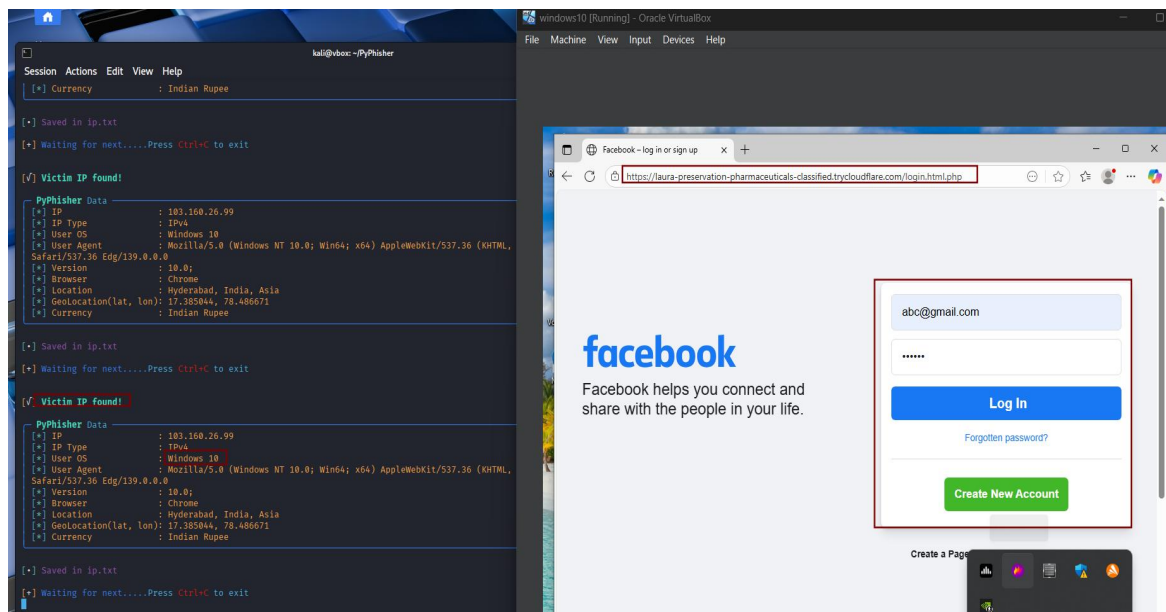 kali@vbox: ~/PyPhisher
Session Actions Edit View Help
[*] Currency : Indian Rupee
[•] Saved in ip.txt
[+] Waiting for next.....Press Ctrl+C to exit
[√] Victim IP found!
PyPhisher Data
[*] IP : 103.160.26.99
[*] IP Type : IPv4
[*] User OS : Windows 10
[*] User Agent : Mozilla/5.0 (Windows NT 10.0; Win64; x64) AppleWebKit/537.36 (KHTML,
Safari/537.36 Edg/139.0.0.0
[*] Version : 10.0;
[*] Browser : Chrome
[*] Location : Hyderabad, India, Asia
[*] GeoLocation(lat, lon): 17.385044, 78.486671
[*] Currency : Indian Rupee
[•] Saved in ip.txt
[+] Waiting for next.....Press Ctrl+C to exit
[√] Victim IP found!
PyPhisher Data
[*] IP : 103.160.26.99
[*] IP Type : IPv4
[*] User OS : Windows 10
[*] User Agent : Mozilla/5.0 (Windows NT 10.0; Win64; x64) AppleWebKit/537.36 (KHTML,
Safari/537.36 Edg/139.0.0.0
[*] Version : 10.0;
[*] Browser : Chrome
[*] Location : Hyderabad, India, Asia
[*] GeoLocation(lat, lon): 17.385044, 78.486671
[*] Currency : Indian Rupee
[•] Saved in ip.txt
[+] Waiting for next.....Press Ctrl+C to exit
windows10 [Running] - Oracle VirtualBox
File Machine View Input Devices Help
Facebook – log in or sign up
https://laura-preservation-pharmaceuticals-classified.trycloudflare.com/login.html.php
facebook
Facebook helps you connect and
share with the people in your life.
abc@gmail.com
••••••
Log In
Forgotten password?
Create New Account
Create a Page